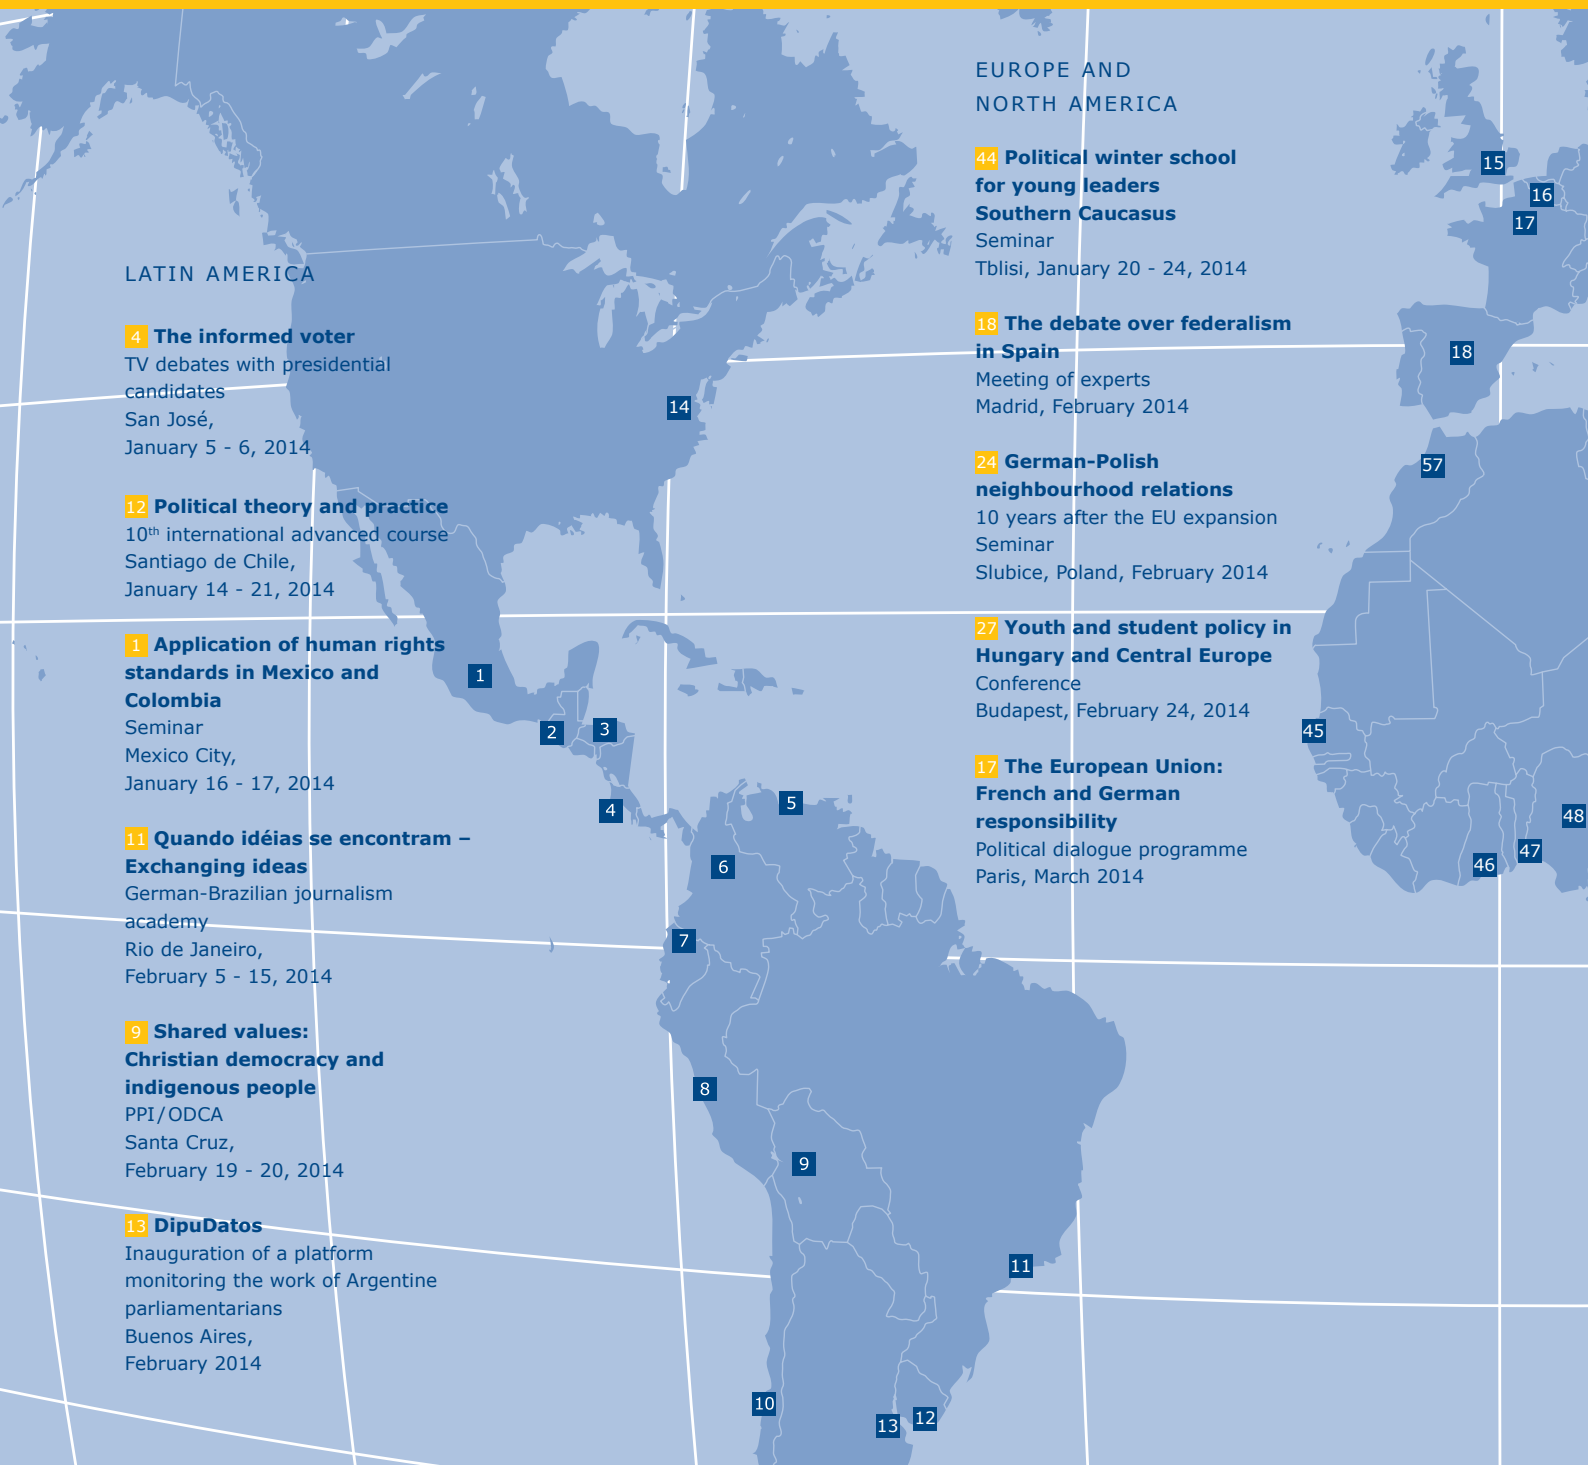 LATIN AMERICA
4 The informed voter
TV debates with presidential
candidates
San José,
January 5 - 6, 2014
12 Political theory and practice
10th international advanced course
Santiago de Chile,
January 14 - 21, 2014
1 Application of human rights
standards in Mexico and
Colombia
Seminar
Mexico City,
January 16 - 17, 2014
11 Quando idéias se encontram –
Exchanging ideas
German-Brazilian journalism
academy
Rio de Janeiro,
February 5 - 15, 2014
9 Shared values:
Christian democracy and
indigenous people
PPI/ODCA
Santa Cruz,
February 19 - 20, 2014
13 DipuDatos
Inauguration of a platform
monitoring the work of Argentine
parliamentarians
Buenos Aires,
February 2014
EUROPE AND
NORTH AMERICA
44 Political winter school
for young leaders
Southern Caucasus
Seminar
Tblisi, January 20 - 24, 2014
18 The debate over federalism
in Spain
Meeting of experts
Madrid, February 2014
24 German-Polish
neighbourhood relations
10 years after the EU expansion
Seminar
Slubice, Poland, February 2014
27 Youth and student policy in
Hungary and Central Europe
Conference
Budapest, February 24, 2014
17 The European Union:
French and German
responsibility
Political dialogue programme
Paris, March 2014
15
16
17
18
14
57
1
2
3
45
4
5
48
6
46
47
7
8
9
11
10
13
12